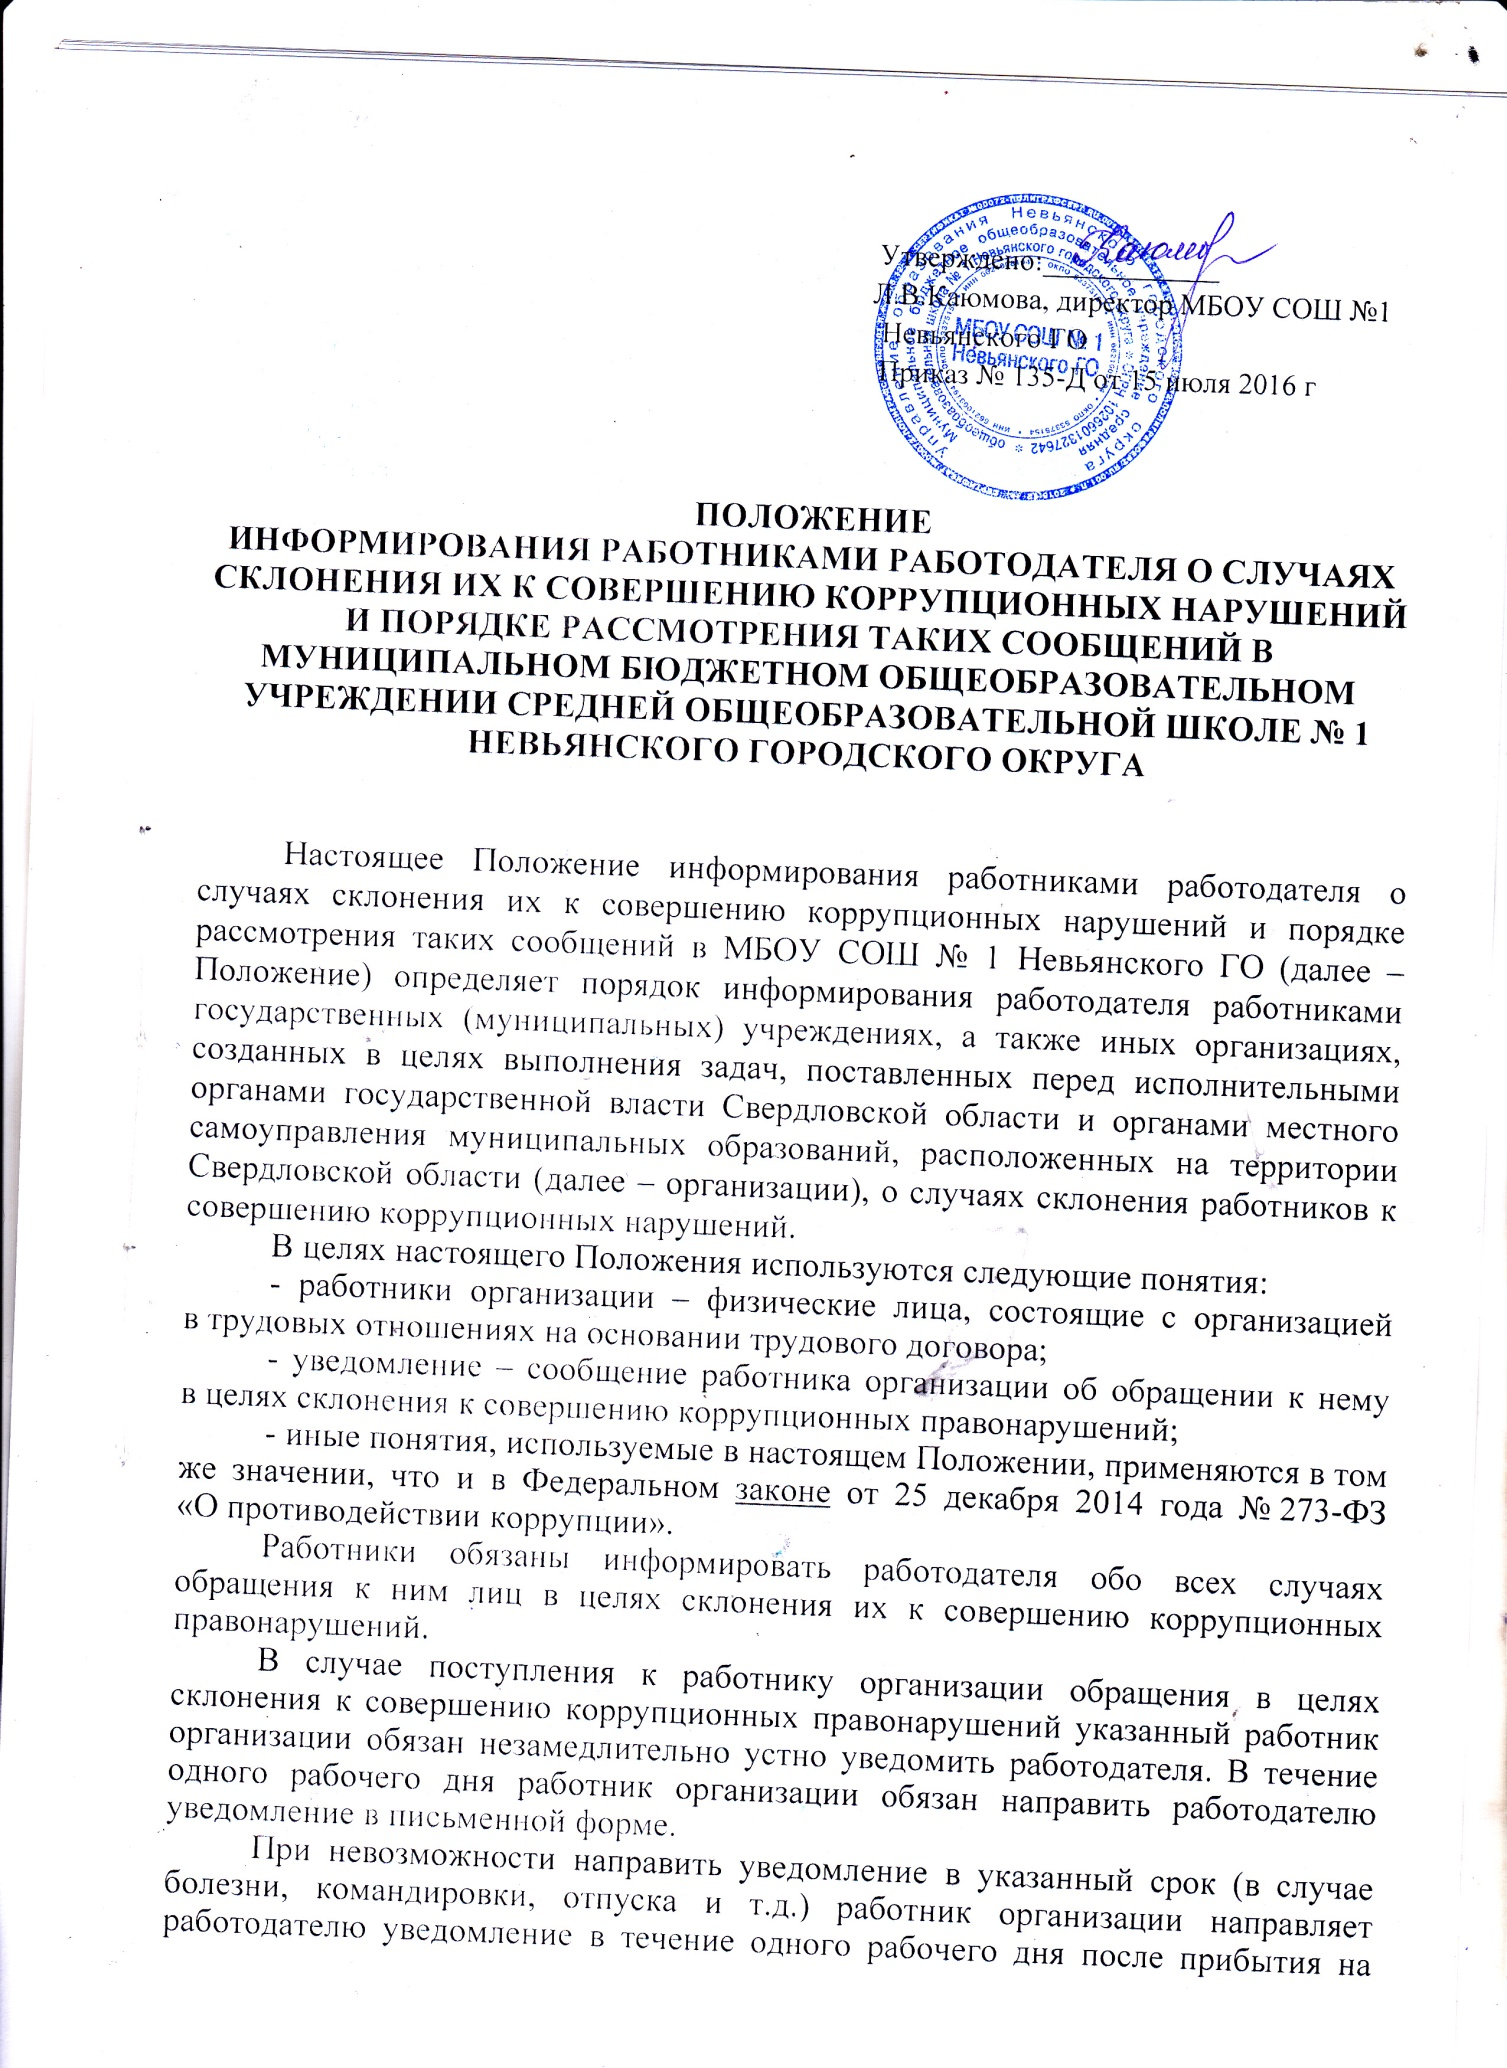 Утверждено:____________
Л.В.Каюмова, директор МБОУ СОШ №1
Невьянского ГО
Приказ № 135-Д от 15 июля 2016 г
МБОУ СОШ № 1
Невьянского ГО
ПОЛОЖЕНИЕ
ИНФОРМИРОВАНИЯ РАБОТНИКАМИ РАБОТОДАТЕЛЯ О СЛУЧАЯХ
СКЛОНЕНИЯ ИХ К СОВЕРШЕНИЮ КОРРУПЦИОННЫХ НАРУШЕНИЙ
И ПОРЯДКЕ РАССМОТРЕНИЯ ТАКИХ СООБЩЕНИЙ В
МУНИЦИПАЛЬНОМ БЮДЖЕТНОМ ОБЩЕОБРАЗОВАТЕЛЬНОМ
УЧРЕЖДЕНИИ СРЕДНЕЙ ОБЩЕОБРАЗОВАТЕЛЬНОЙ ШКОЛЕ № 1
НЕВЬЯНСКОГО ГОРОДСКОГО ОКРУГА
Настоящее Положение информирования работниками работодателя о
случаях склонения их к совершению коррупционных нарушений и порядке
рассмотрения таких сообщений в МБОУ СОШ № 1 Невьянского ГО (далее –
Положение) определяет порядок информирования работодателя работниками
государственных (муниципальных) учреждениях, а также иных организациях,
созданных в целях выполнения задач, поставленных перед исполнительными
органами государственной власти Свердловской области и органами местного
самоуправления муниципальных образований, расположенных на территории
Свердловской области (далее – организации), о случаях склонения работников к
совершению коррупционных нарушений.
В целях настоящего Положения используются следующие понятия:
- работники организации – физические лица, состоящие с организацией
в трудовых отношениях на основании трудового договора;
- уведомление – сообщение работника организации об обращении к нему
в целях склонения к совершению коррупционных правонарушений;
- иные понятия, используемые в настоящем Положении, применяются в том
же значении, что и в Федеральном законе от 25 декабря 2014 года № 273-ФЗ
«О противодействии коррупции».
Работники обязаны информировать работодателя обо всех случаях
обращения к ним лиц в целях склонения их к совершению коррупционных
правонарушений.
В случае поступления к работнику организации обращения в целях
склонения к совершению коррупционных правонарушений указанный работник
организации обязан незамедлительно устно уведомить работодателя. В течение
одного рабочего дня работник организации обязан направить работодателю
уведомление в письменной форме.
При невозможности направить уведомление в указанный срок (в случае
болезни, командировки, отпуска и т.д.) работник организации направляет
работодателю уведомление в течение одного рабочего дня после прибытия на